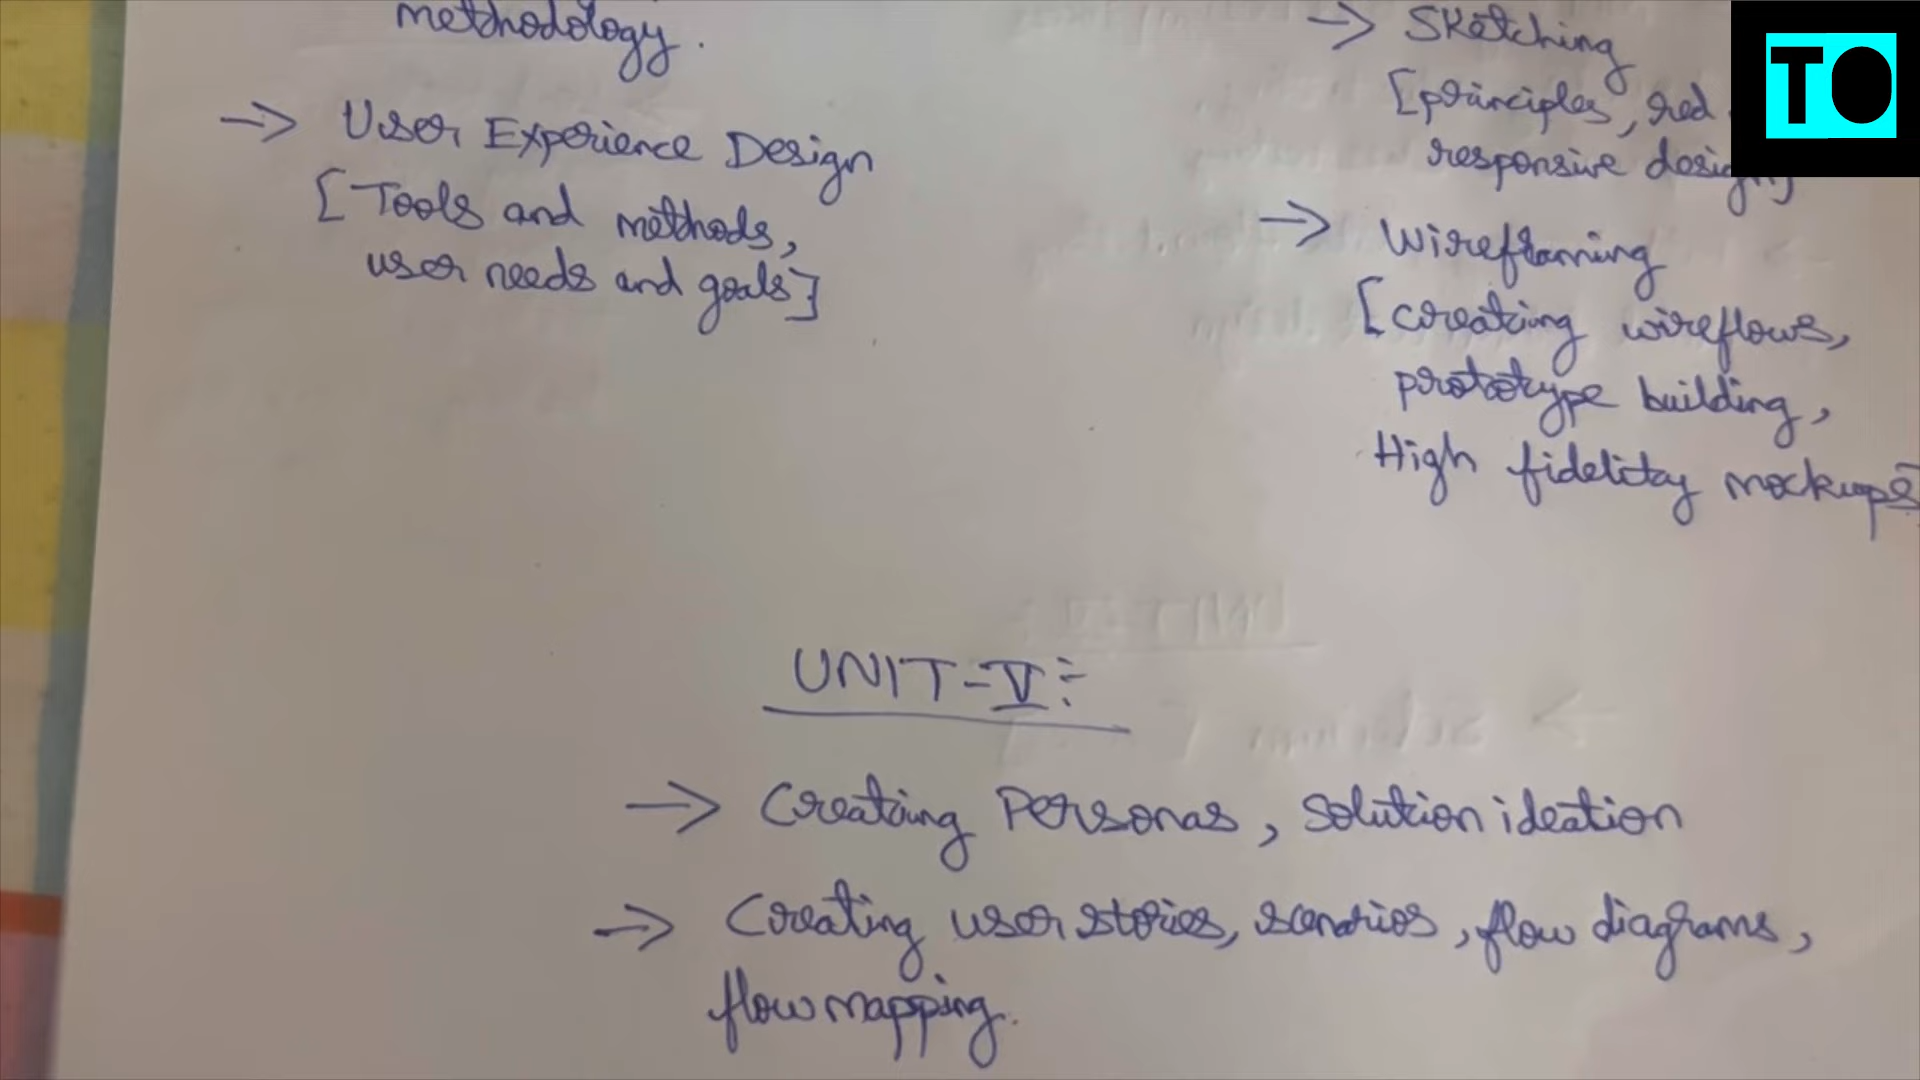 methodology.
→ User Experience Design
[Tools and methods,
user needs and goals]
→ Sketching
[principles, red
responsive design]
→ Wireframing
[creating wireflows,
prototype building,
High fidelity mockups]
UNIT-V:-
→ Creating Personas, Solution ideation
→ Creating user stories, scenarios, flow diagrams,
flow mapping.
TO